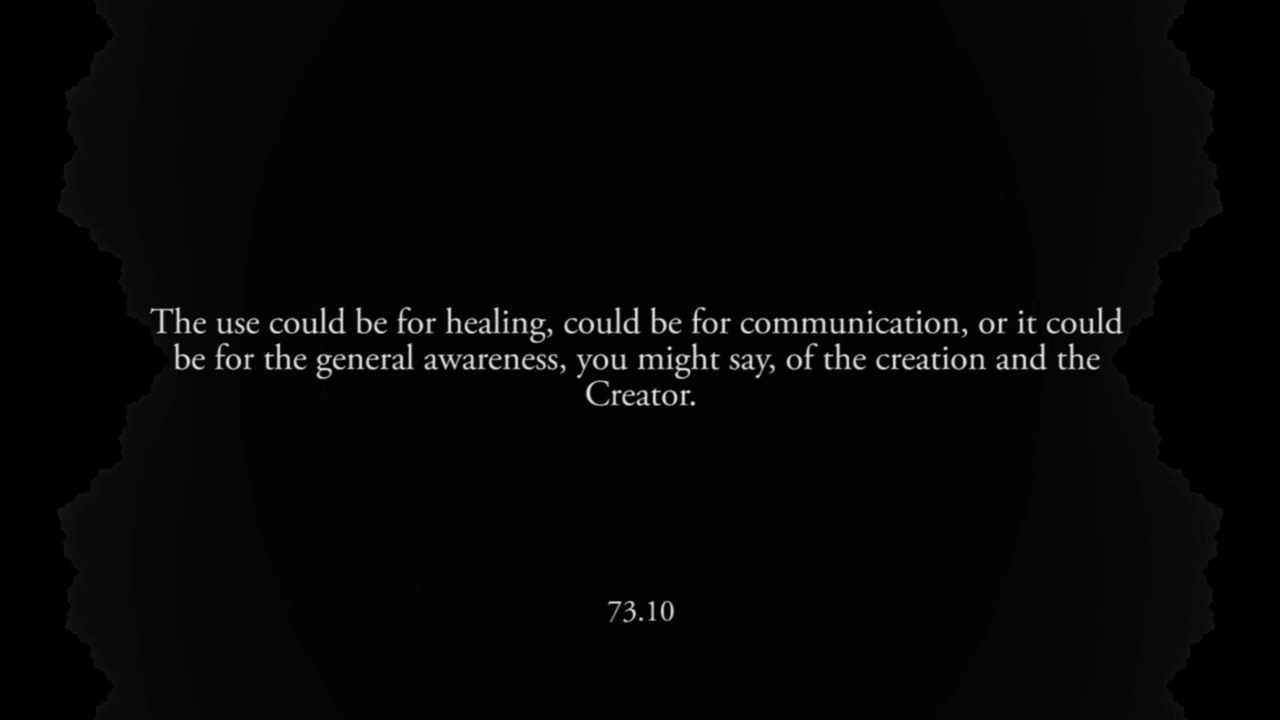 The use could be for healing, could be for communication, or it could
be for the general awareness, you might say, of the creation and the
Creator.
73.10